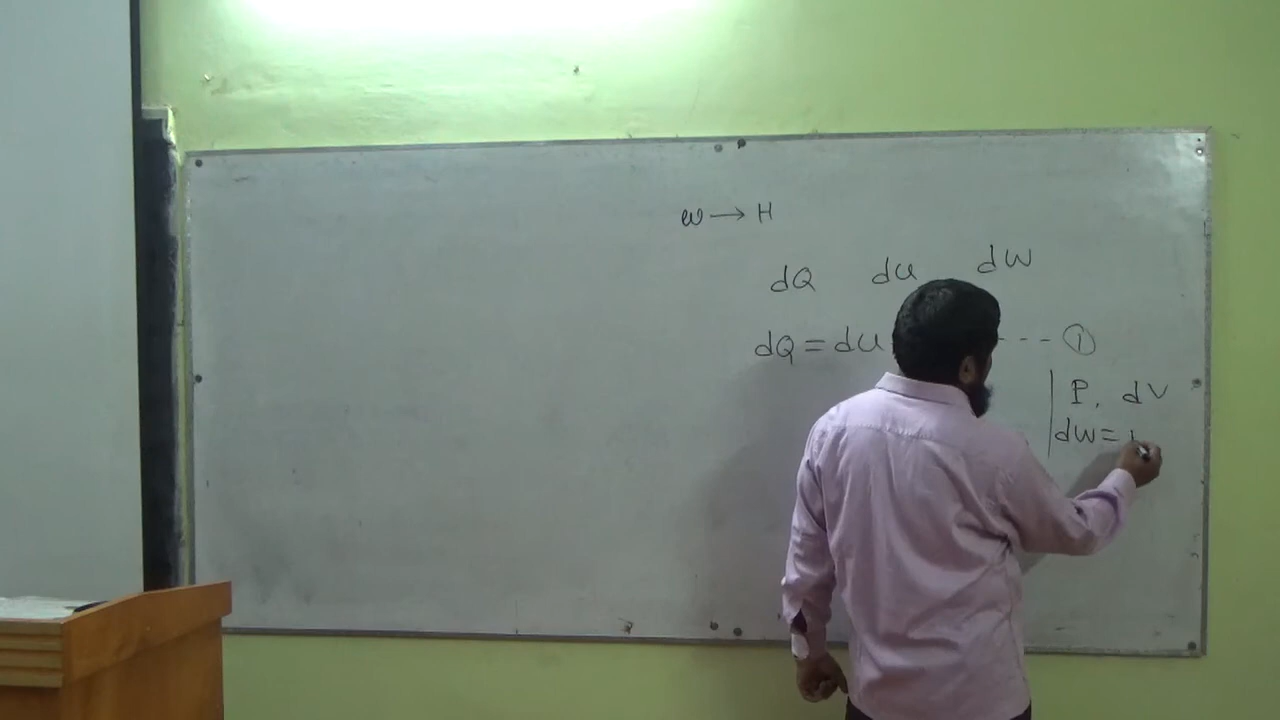 w → H
dQ du dw
dQ = du --- ①
P, dV
dw =